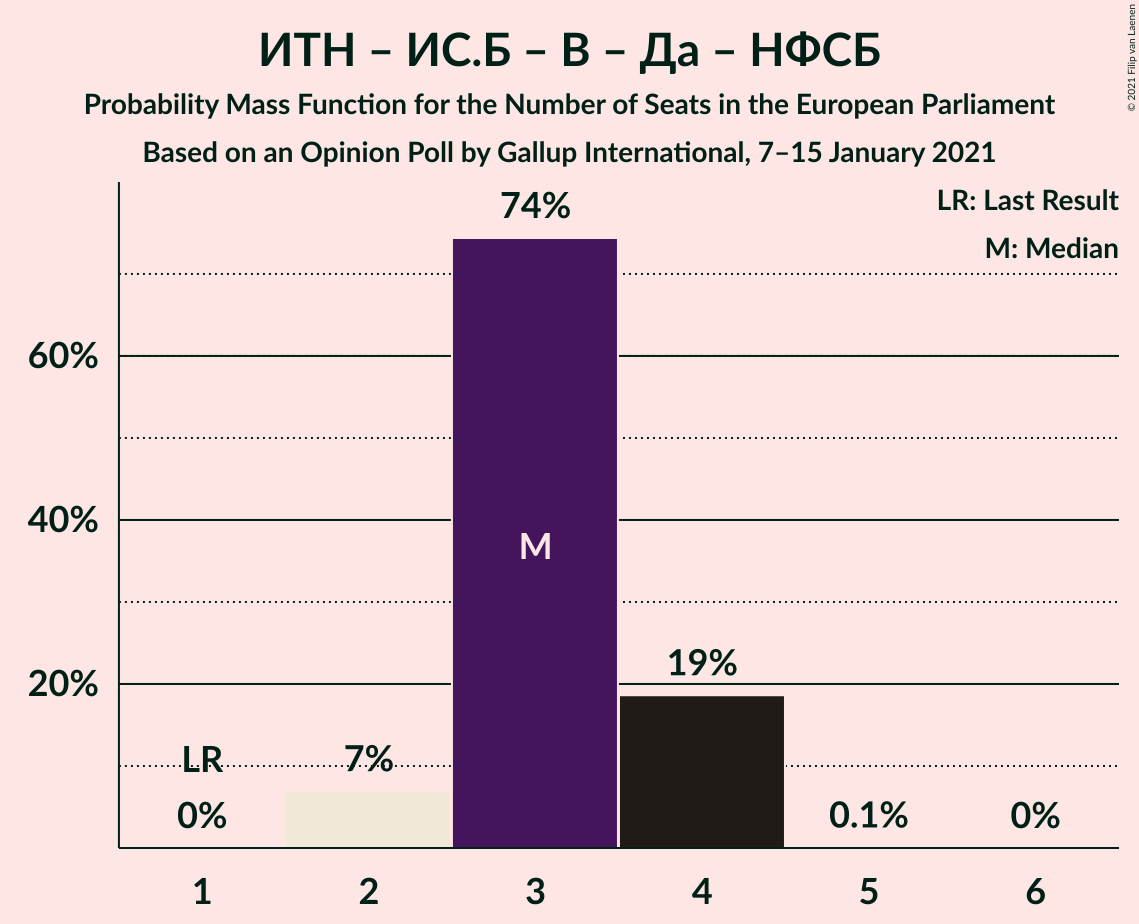 ИТН – ИС.Б – В – Да – НФСБ
Probability Mass Function for the Number of Seats in the European Parliament
Based on an Opinion Poll by Gallup International, 7–15 January 2021
© 2021 Filip van Laenen
LR: Last Result
M: Median
74%
60%
M
40%
19%
20%
LR
7%
0%
0.1%
0%
1 2 3 4 5 6